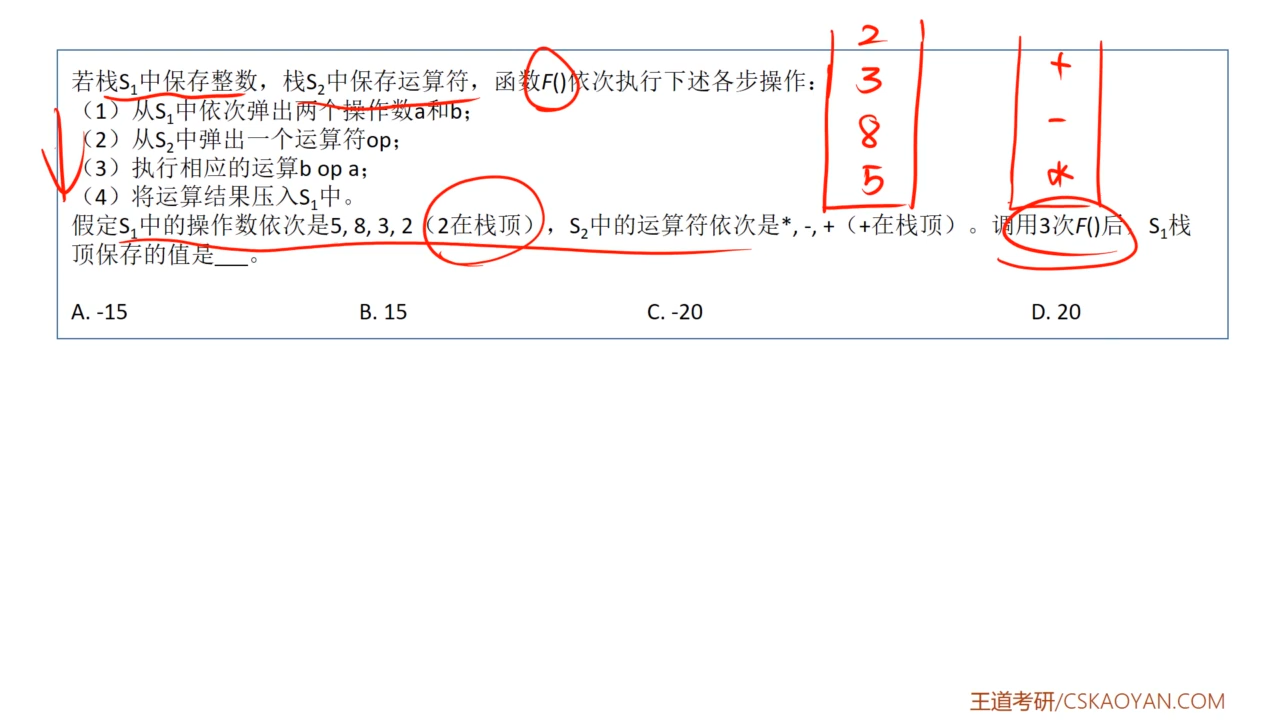 若栈S₁中保存整数，栈S₂中保存运算符，函数F()依次执行下述各步操作：
（1）从S₁中依次弹出两个操作数a和b；
（2）从S₂中弹出一个运算符op；
（3）执行相应的运算b op a；
（4）将运算结果压入S₁中。
假定S₁中的操作数依次是5, 8, 3, 2（2在栈顶），S₂中的运算符依次是*, -, +（+在栈顶）。调用3次F()后，S₁栈
顶保存的值是___。
A. -15 B. 15 C. -20 D. 20
2
3
8
5
+
-
*
王道考研/CSKAOYAN.COM